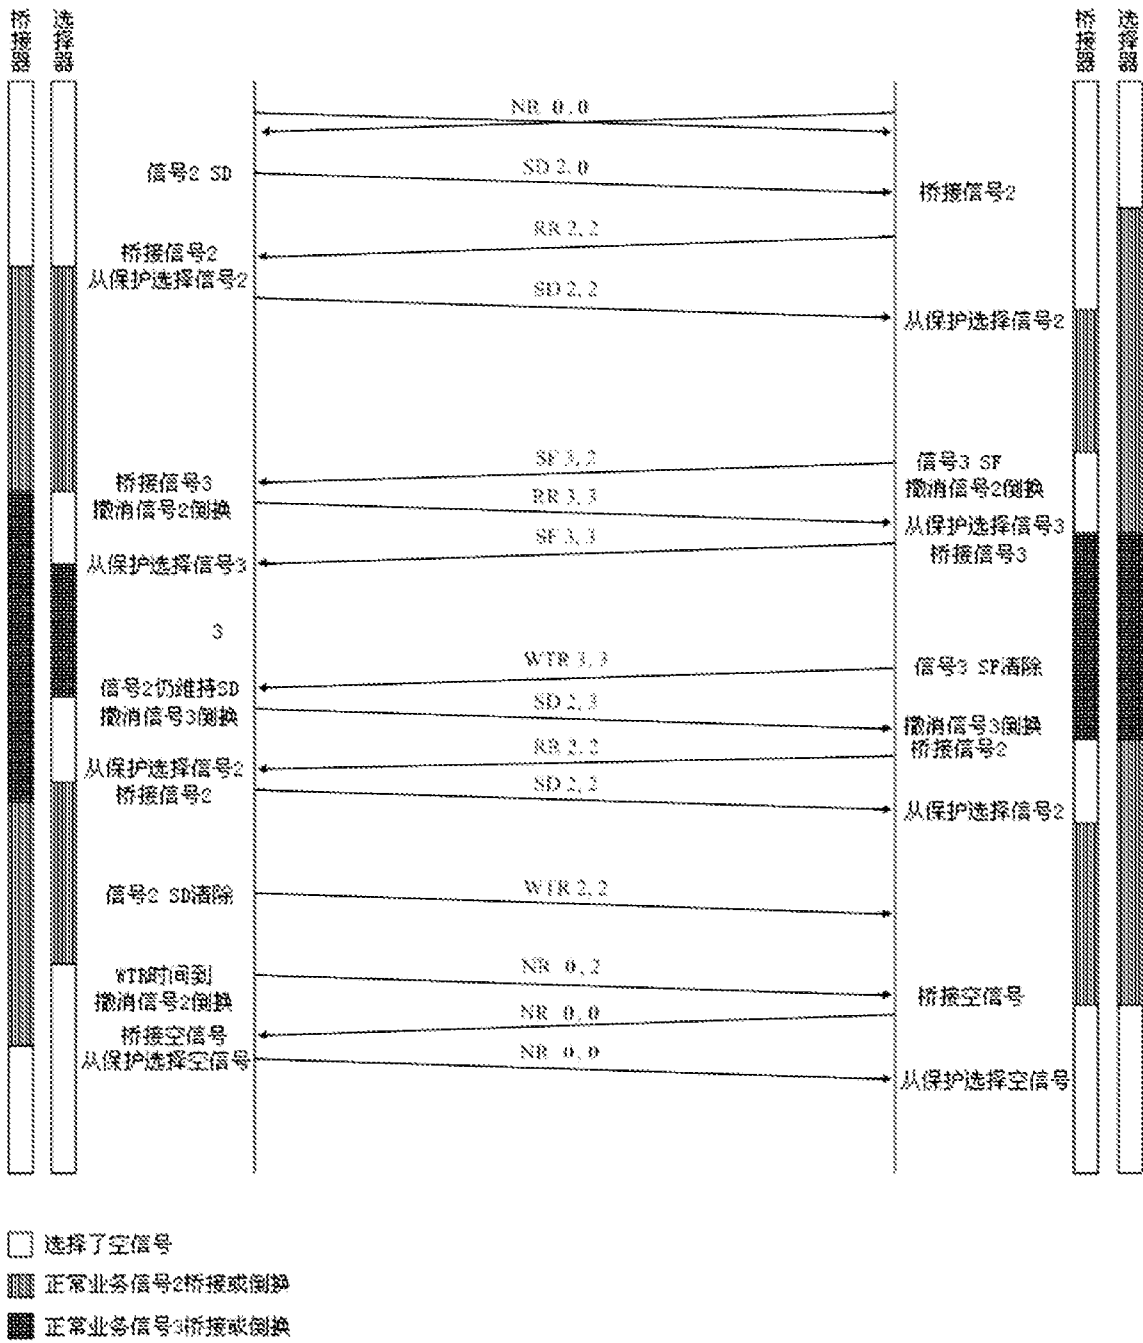 桥接器
选择器
桥接器
选择器
NR 0,0
信号2 SD
SD 2,0
桥接信号2
RR 2,2
桥接信号2
从保护选择信号2
SD 2,2
从保护选择信号2
SF 3,2
信号3 SF
撤消信号2倒换
桥接信号3
撤消信号2倒换
RR 3,3
从保护选择信号3
桥接信号3
SF 3,3
从保护选择信号3
3
WTR 3,3
信号3 SF清除
信号2仍维持SD
撤消信号3倒换
SD 2,3
撤消信号3倒换
桥接信号2
RR 2,2
从保护选择信号2
桥接信号2
SD 2,2
从保护选择信号2
信号2 SD清除
WTR 2,2
WTR时间到
撤消信号2倒换
NR 0,2
桥接空信号
NR 0,0
桥接空信号
从保护选择空信号
NR 0,0
从保护选择空信号
选择了空信号
正常业务信号2桥接或倒换
正常业务信号3桥接或倒换